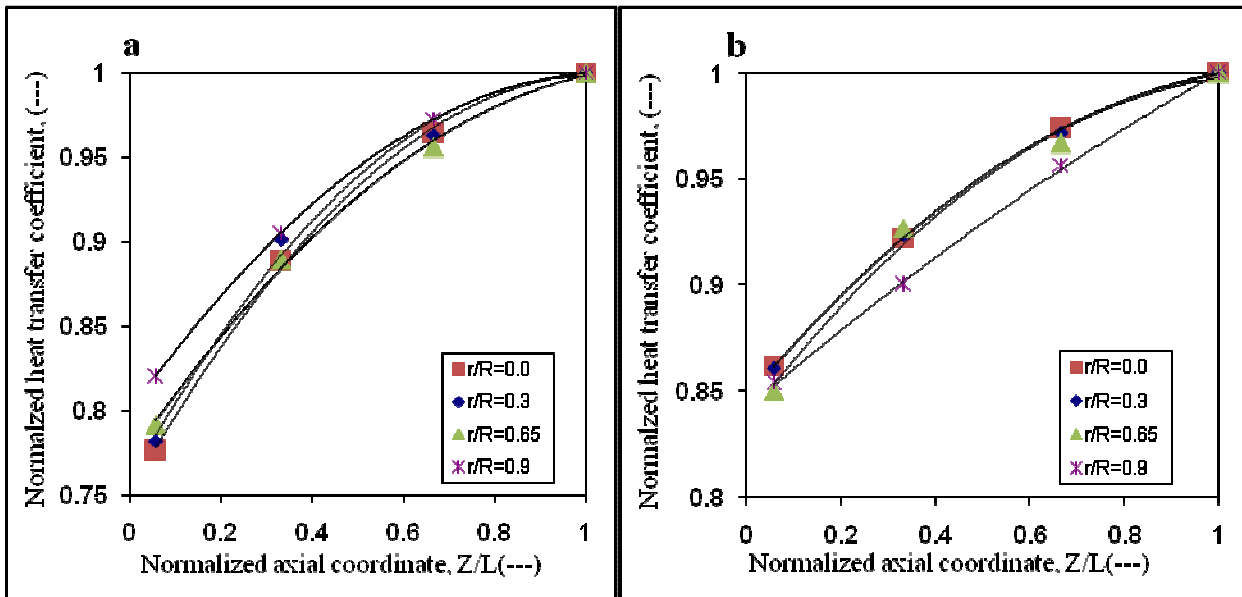 a
Normalzed heat transfer coefficient, (---)
1
0.95
0.9
0.85
0.8
0.75
0
0.2
0.4
0.6
0.8
1
r/R=0.0
r/R=0.3
r/R=0.65
r/R=0.9
Normalized axial coordinate, Z/L(---)
b
Normalzed heat transfer coefficient, (---)
1
0.95
0.9
0.85
0.8
0
0.2
0.4
0.6
0.8
1
r/R=0.0
r/R=0.3
r/R=0.65
r/R=0.9
Normalized axial coordinate, Z/L(---)